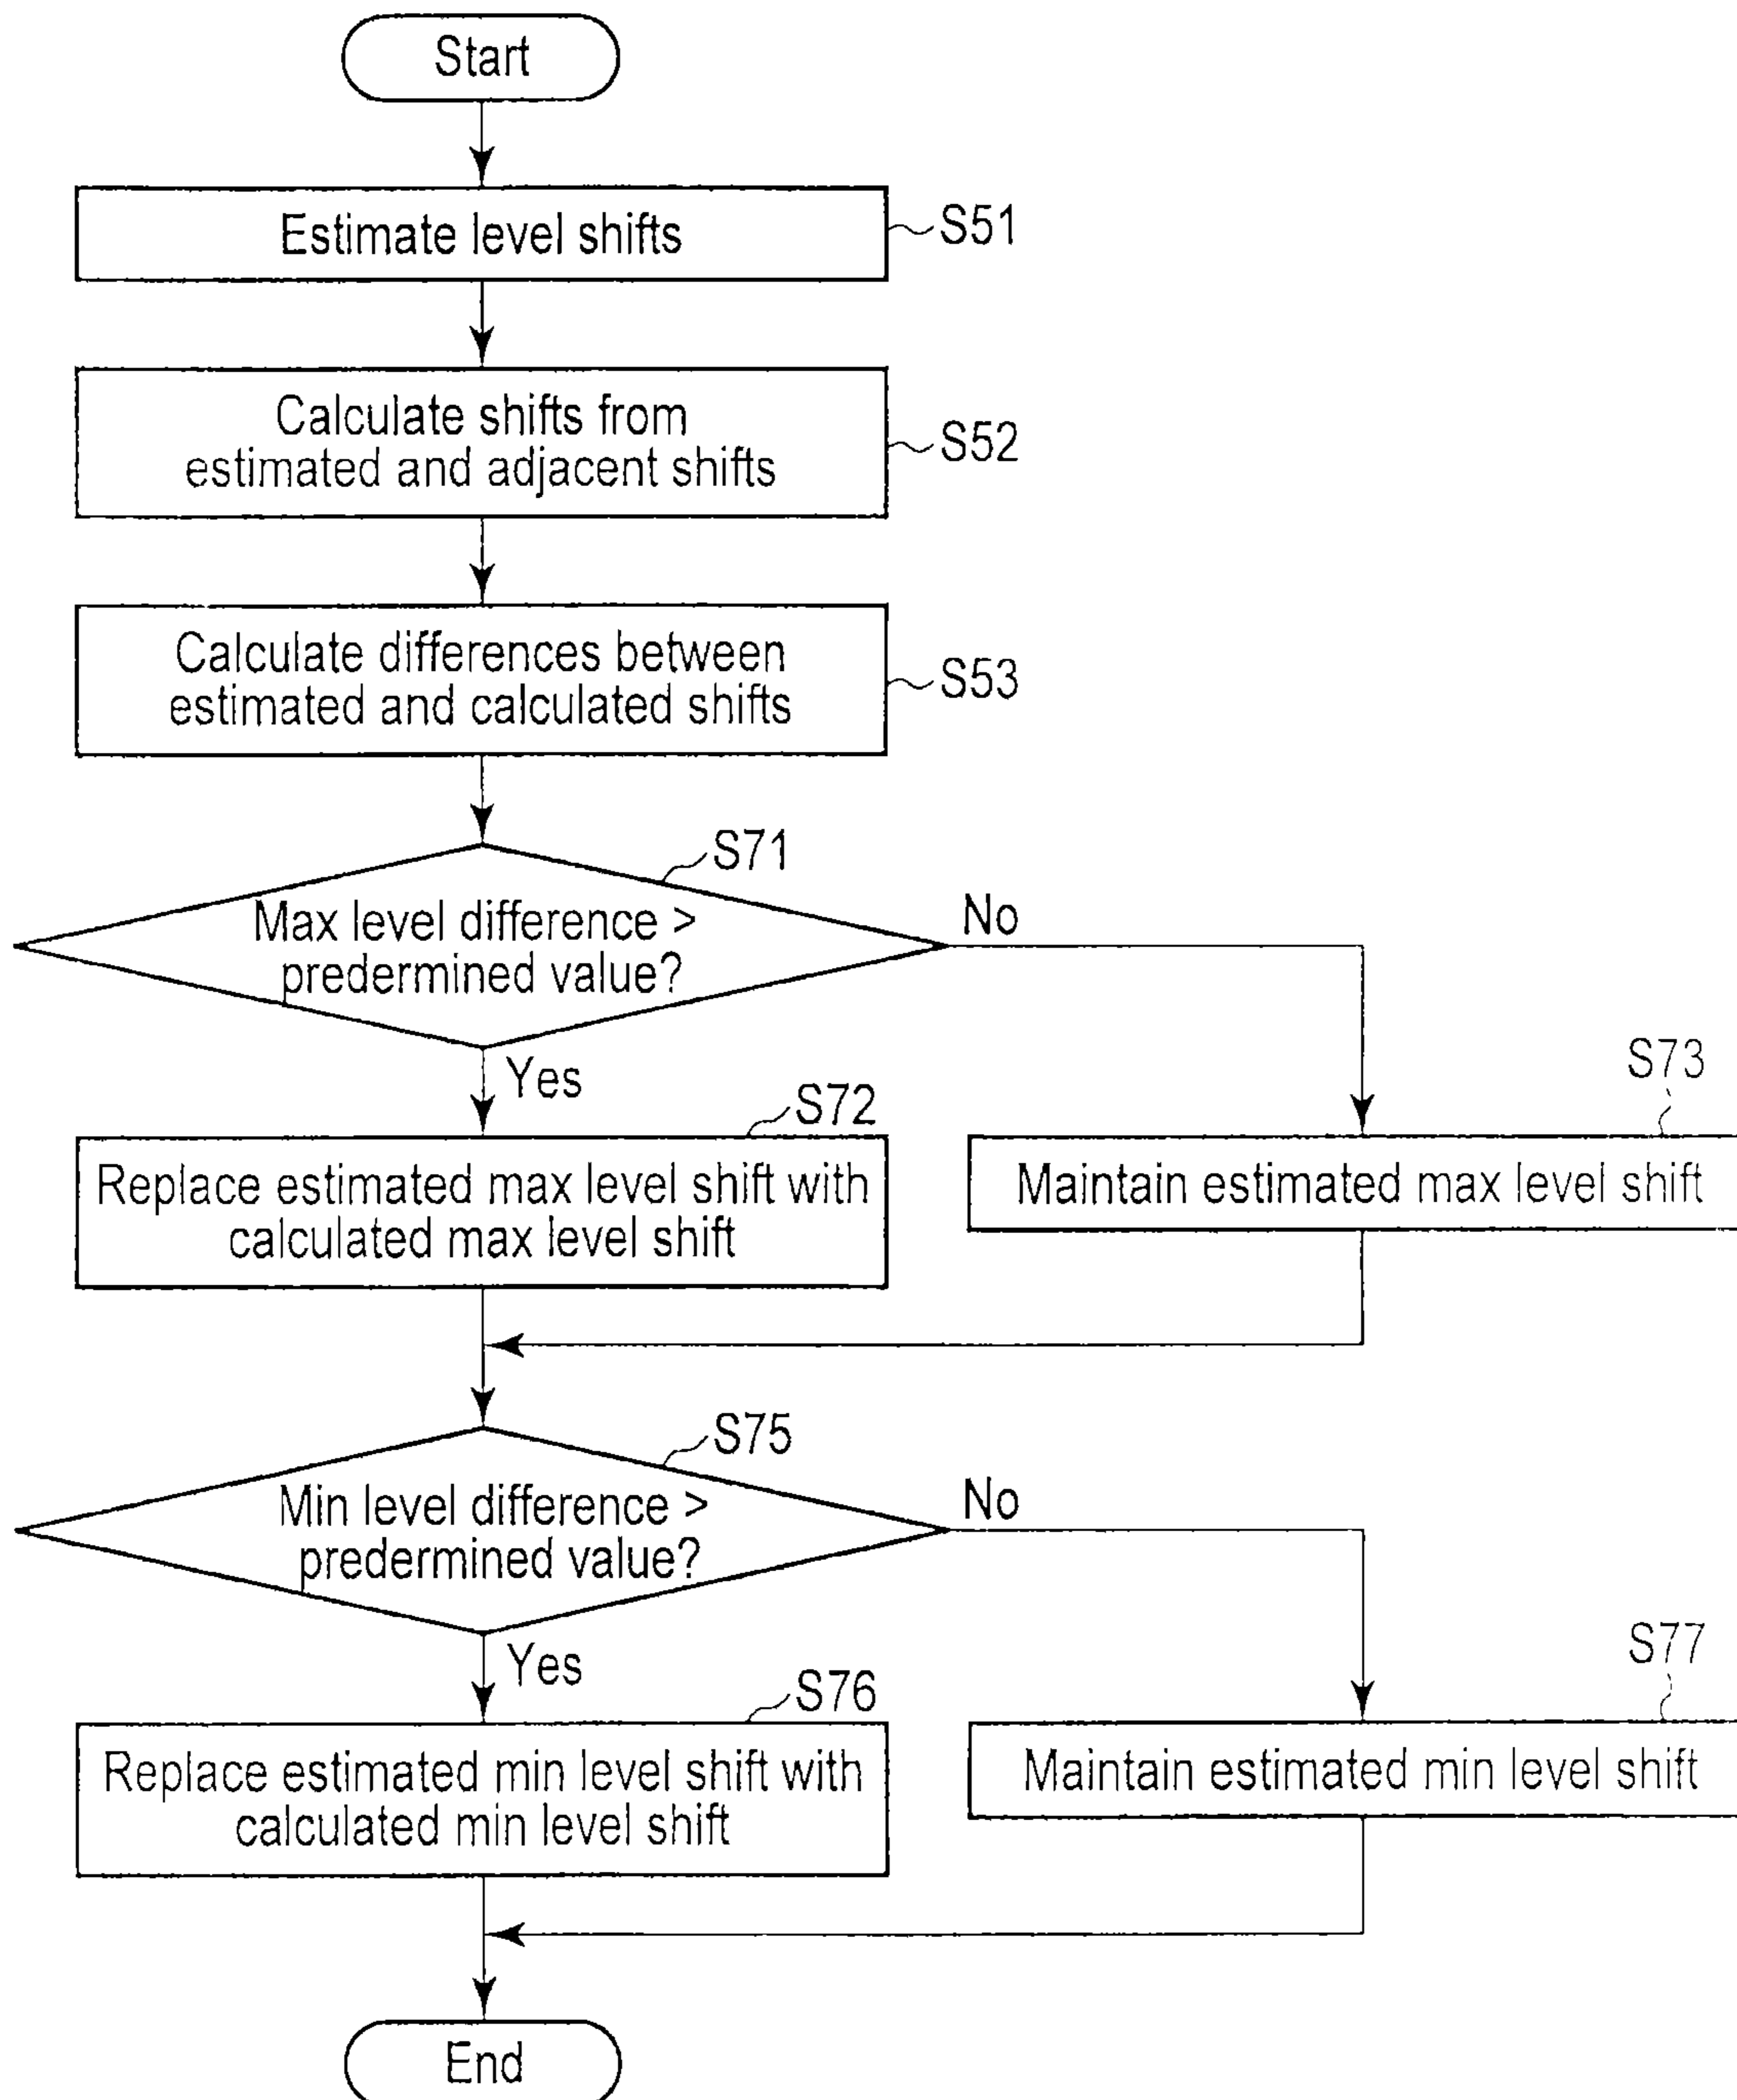 Start
Estimate level shifts
S51
Calculate shifts from
estimated and adjacent shifts
S52
Calculate differences between
estimated and calculated shifts
S53
S71
Max level difference >
predermined value?
No
Yes
S72
S73
Replace estimated max level shift with
calculated max level shift
Maintain estimated max level shift
S75
Min level difference >
predermined value?
No
Yes
S76
S77
Replace estimated min level shift with
calculated min level shift
Maintain estimated min level shift
End